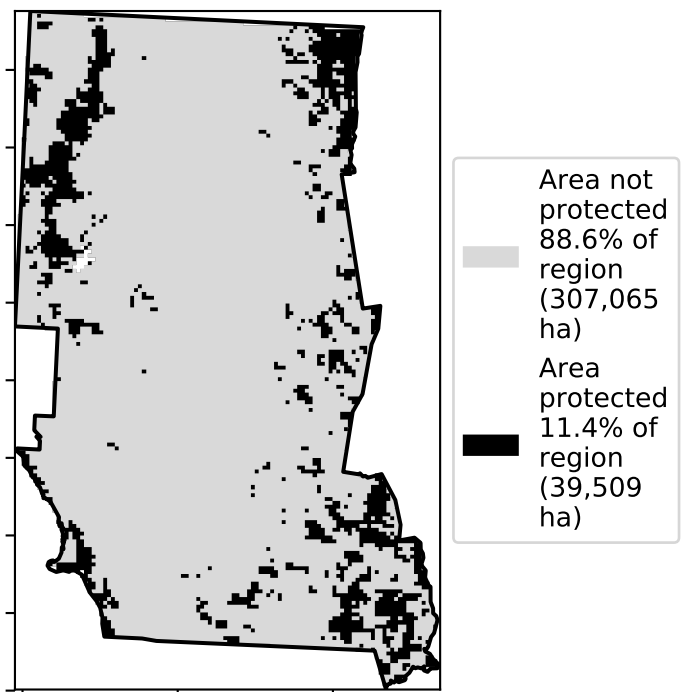 Area not
protected
88.6% of
region
(307,065
ha)
Area
protected
11.4% of
region
(39,509
ha)